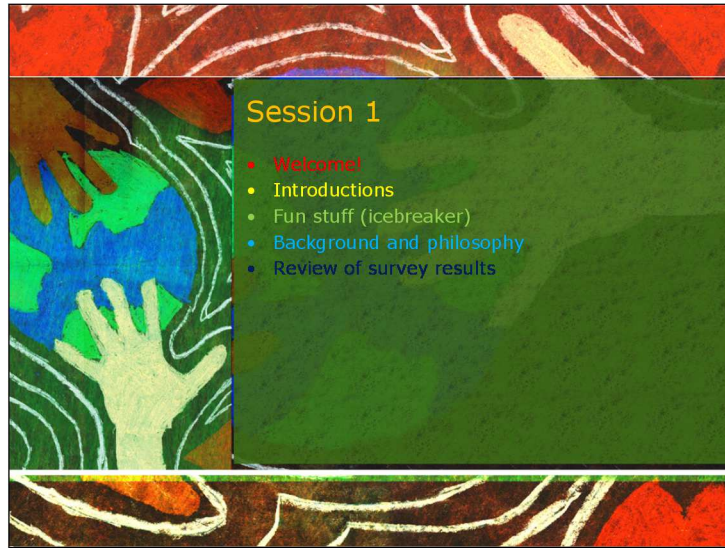 Session 1
• Welcome!
• Introductions
• Fun stuff (icebreaker)
• Background and philosophy
• Review of survey results